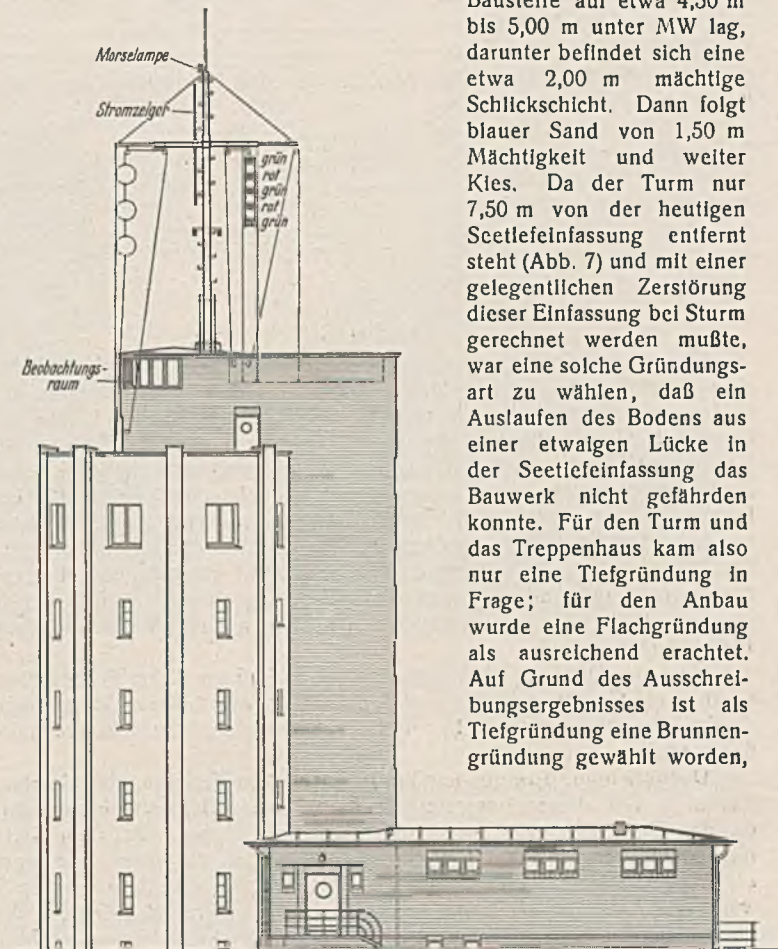 Morselampe
Stromzeiger
grün
rot
grün
rot
grün
Beobachtungs-
raum
Baustelle auf etwa 4,50 m
bis 5,00 m unter MW lag,
darunter befindet sich eine
etwa 2,00 m mächtige
Schlickschicht. Dann folgt
blauer Sand von 1,50 m
Mächtigkeit und weiter
Kies. Da der Turm nur
7,50 m von der heutigen
Seetiefeinfassung entfernt
steht (Abb. 7) und mit einer
gelegentlichen Zerstörung
dieser Einfassung bei Sturm
gerechnet werden mußte,
war eine solche Gründungs-
art zu wählen, daß ein
Auslaufen des Bodens aus
einer etwaigen Lücke in
der Seetiefeinfassung das
Bauwerk nicht gefährden
konnte. Für den Turm und
das Treppenhaus kam also
nur eine Tiefgründung in
Frage; für den Anbau
wurde eine Flachgründung
als ausreichend erachtet.
Auf Grund des Ausschrei-
bungsergebnisses ist als
Tiefgründung eine Brunnen-
gründung gewählt worden,